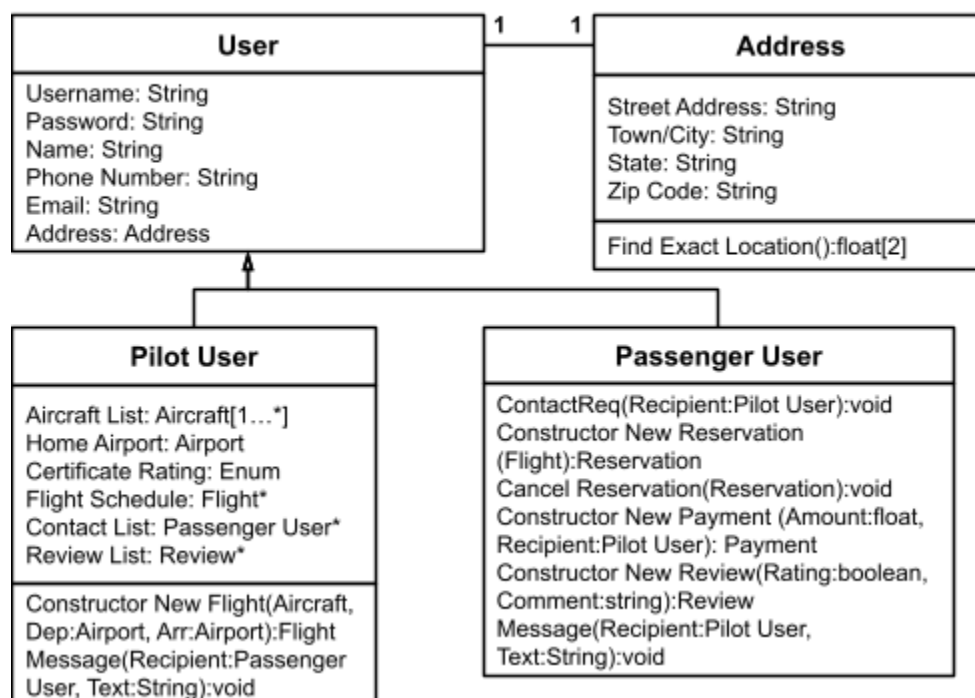 User
1
1
Address
Username: String
Password: String
Name: String
Phone Number: String
Email: String
Address: Address
Street Address: String
Town/City: String
State: String
Zip Code: String
Find Exact Location():float[2]
Pilot User
Aircraft List: Aircraft[1…*]
Home Airport: Airport
Certificate Rating: Enum
Flight Schedule: Flight*
Contact List: Passenger User*
Review List: Review*
Constructor New Flight(Aircraft,
Dep:Airport, Arr:Airport):Flight
Message(Recipient:Passenger
User, Text:String):void
Passenger User
ContactReq(Recipient:Pilot User):void
Constructor New Reservation
(Flight):Reservation
Cancel Reservation(Reservation):void
Constructor New Payment (Amount:float,
Recipient:Pilot User): Payment
Constructor New Review(Rating:boolean,
Comment:string):Review
Message(Recipient:Pilot User,
Text:String):void